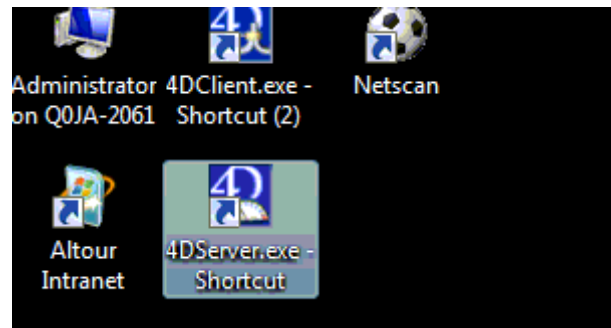 Administrator
on Q0JA-2061
4DClient.exe -
Shortcut (2)
Netscan
Altour
Intranet
4DServer.exe -
Shortcut